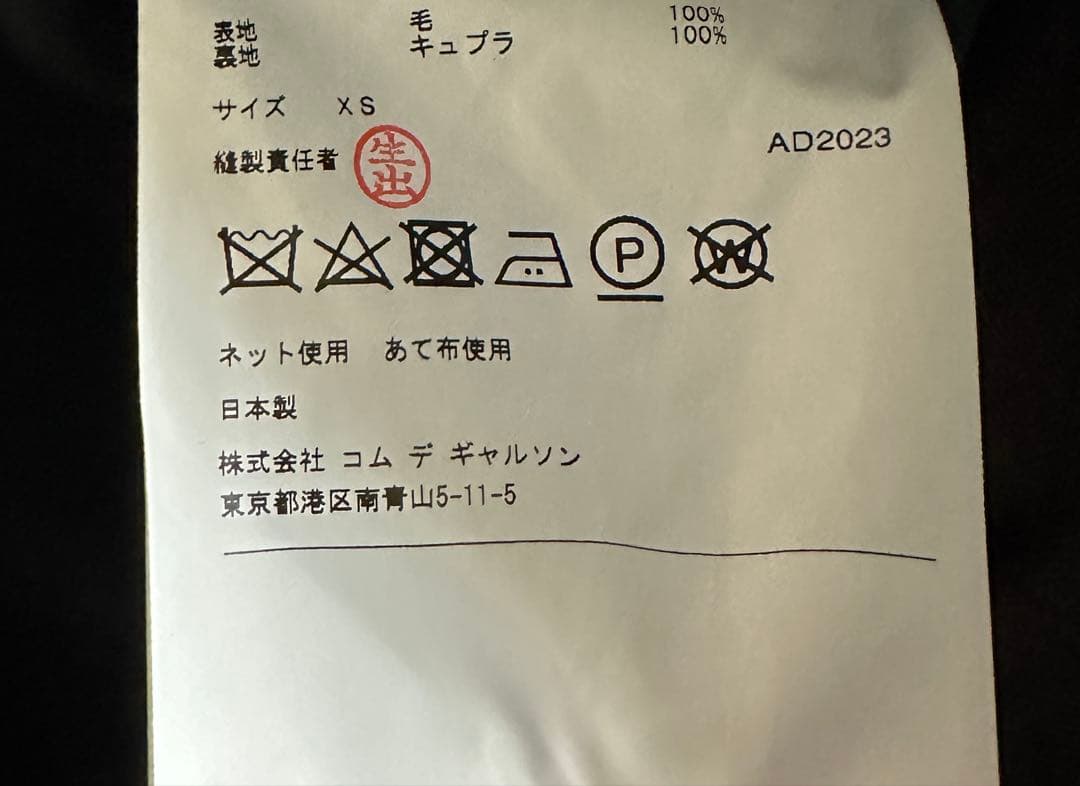 表地 毛 100%
裏地 キュプラ 100%
サイズ XS
AD2023
縫製責任者 生出
P W
ネット使用 あて布使用
日本製
株式会社 コム デ ギャルソン
東京都港区南青山5-11-5